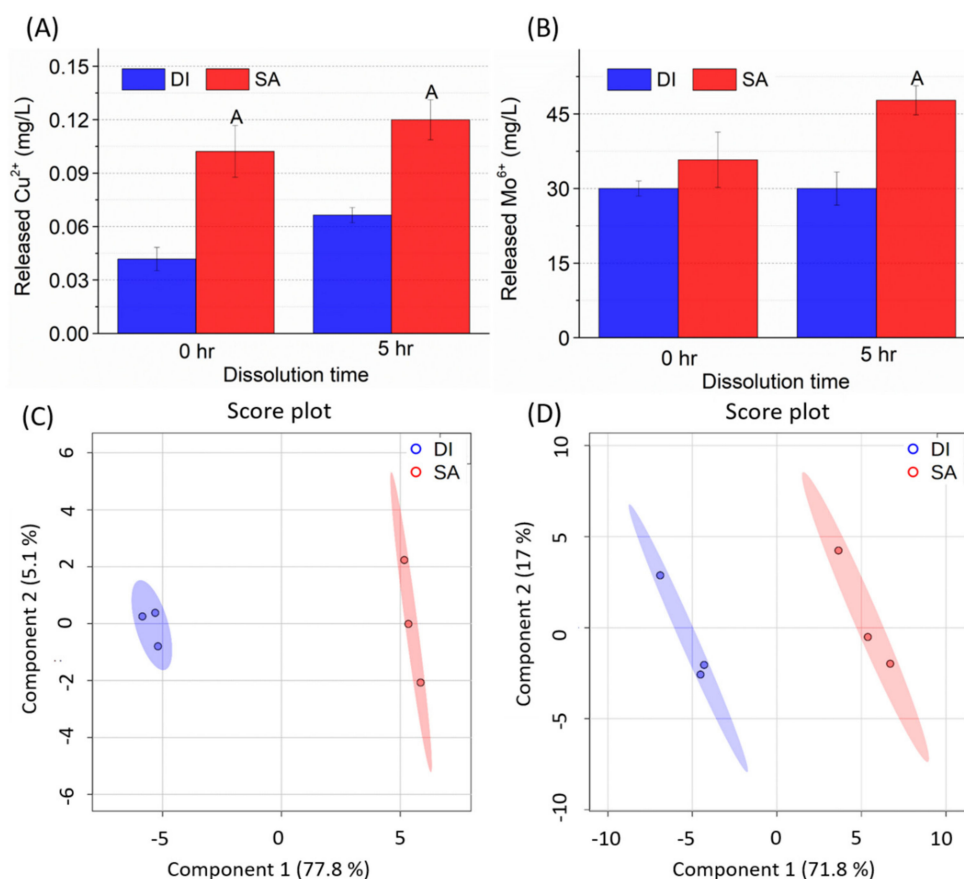 (A)
0.15
0.12
0.09
0.06
0.03
0.00
Released Cu²⁺ (mg/L)
DI SA
A
A
0 hr 5 hr
Dissolution time
(B)
45
30
15
0
Released Mo⁶⁺ (mg/L)
DI SA
A
0 hr 5 hr
Dissolution time
(C) Score plot
6
4
2
0
-2
-4
-6
Component 2 (5.1 %)
DI
SA
-5 0 5
Component 1 (77.8 %)
(D) Score plot
10
5
0
-5
-10
Component 2 (17 %)
DI
SA
-10 -5 0 5 10
Component 1 (71.8 %)